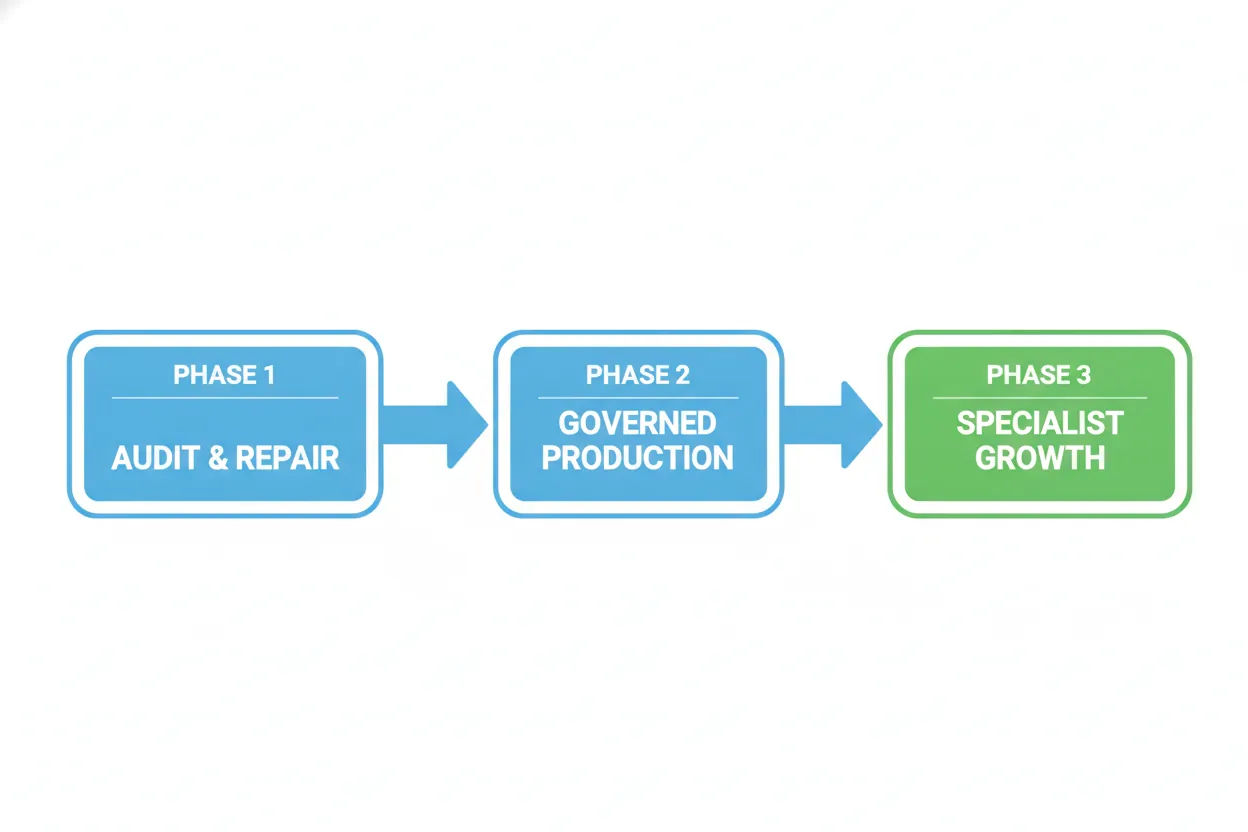 PHASE 1
AUDIT & REPAIR
PHASE 2
GOVERNED
PRODUCTION
PHASE 3
SPECIALIST
GROWTH